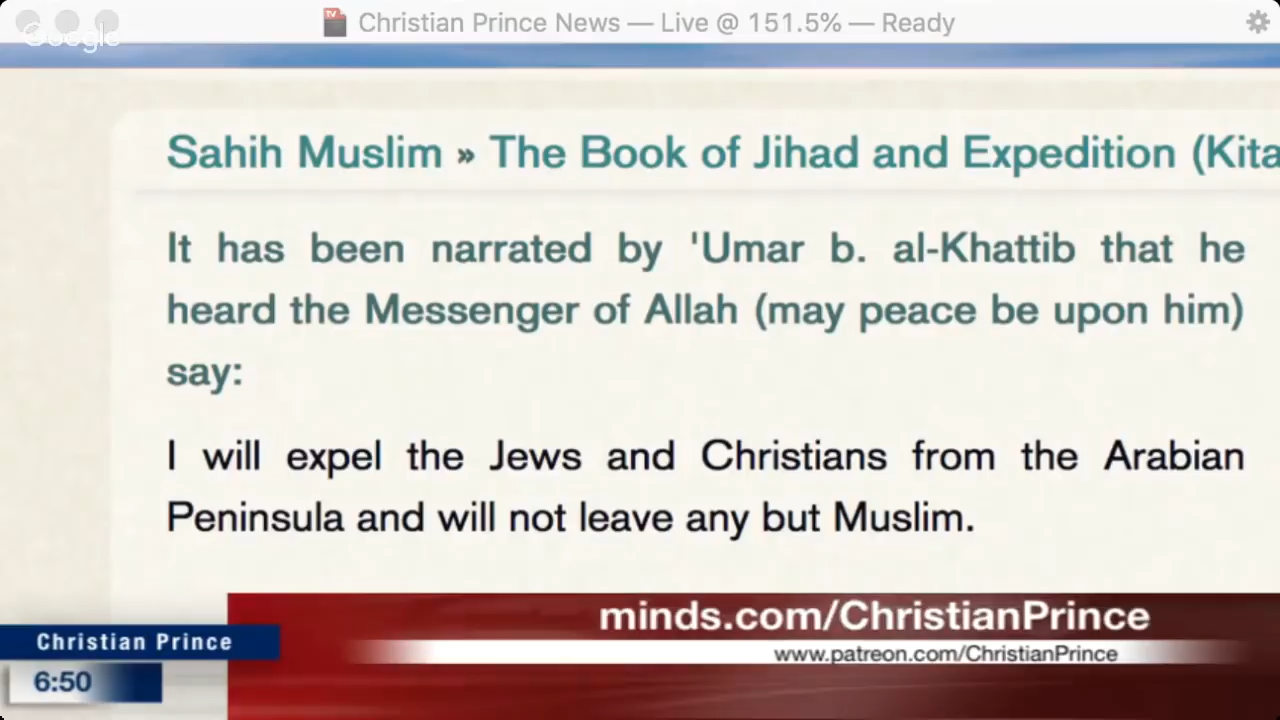 Christian Prince News — Live @ 151.5% — Ready
Google
TV
Sahih Muslim » The Book of Jihad and Expedition (Kita
It has been narrated by 'Umar b. al-Khattib that he
heard the Messenger of Allah (may peace be upon him)
say:
I will expel the Jews and Christians from the Arabian
Peninsula and will not leave any but Muslim.
minds.com/ChristianPrince
Christian Prince
www.patreon.com/ChristianPrince
6:50